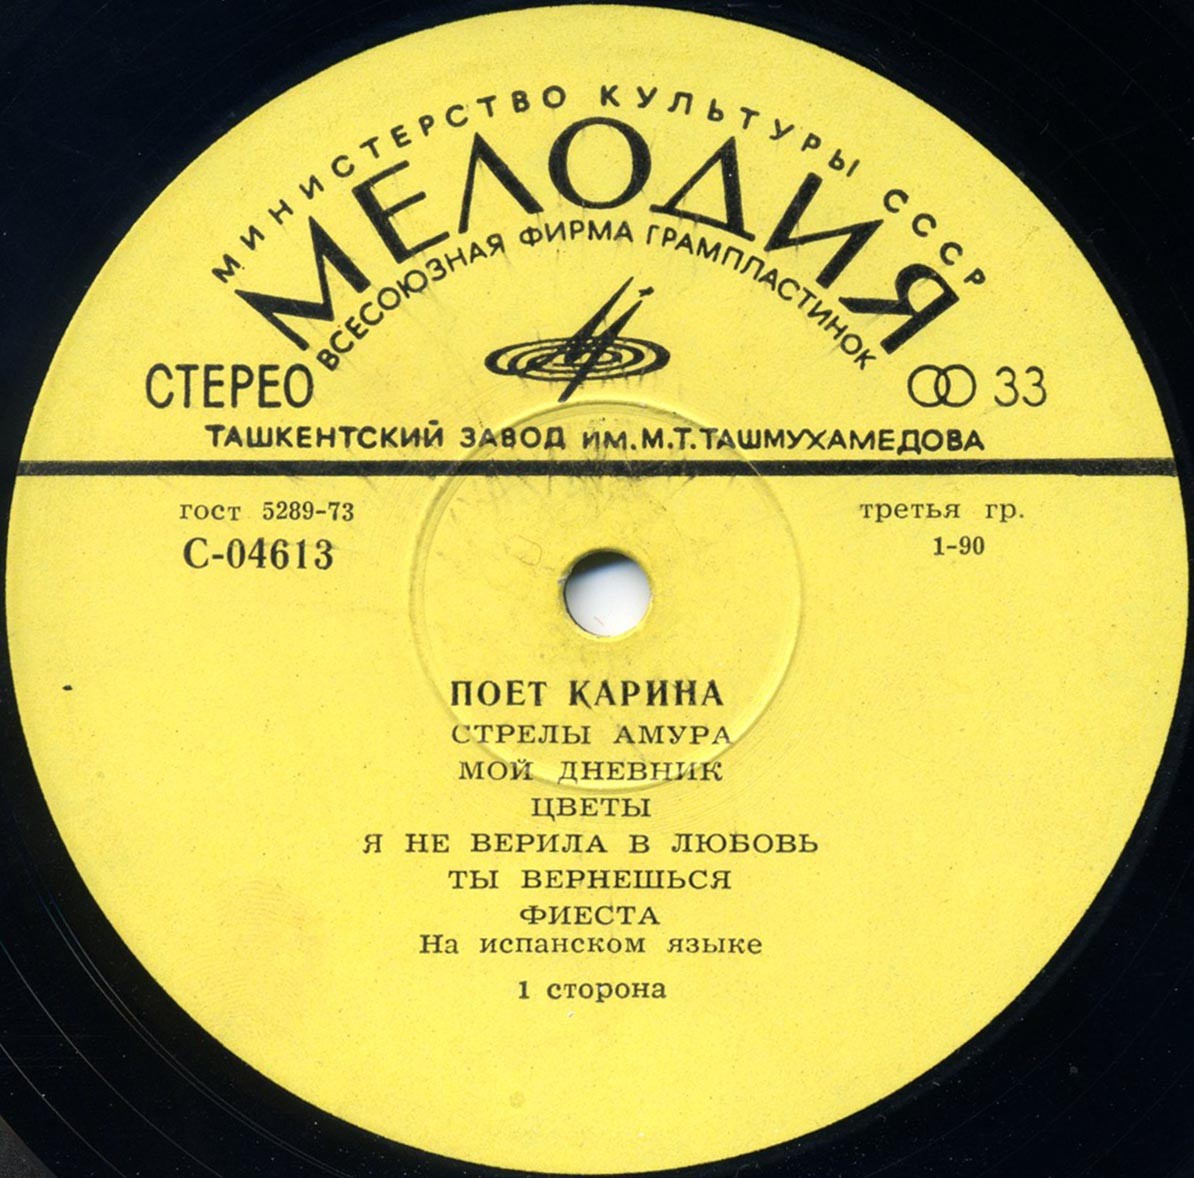 МИНИСТЕРСТВО КУЛЬТУРЫ СССР
МЕЛОДИЯ
ВСЕСОЮЗНАЯ ФИРМА ГРАМПЛАСТИНОК
СТЕРЕО 33
ТАШКЕНТСКИЙ ЗАВОД ИМ. М.Т. ТАШМУХАМЕДОВА
гост 5289-73 третья гр.
С-04613 1-90
ПОЕТ КАРИНА
СТРЕЛЫ АМУРА
МОЙ ДНЕВНИК
ЦВЕТЫ
Я НЕ ВЕРИЛА В ЛЮБОВЬ
ТЫ ВЕРНЕШЬСЯ
ФИЕСТА
На испанском языке
1 сторона